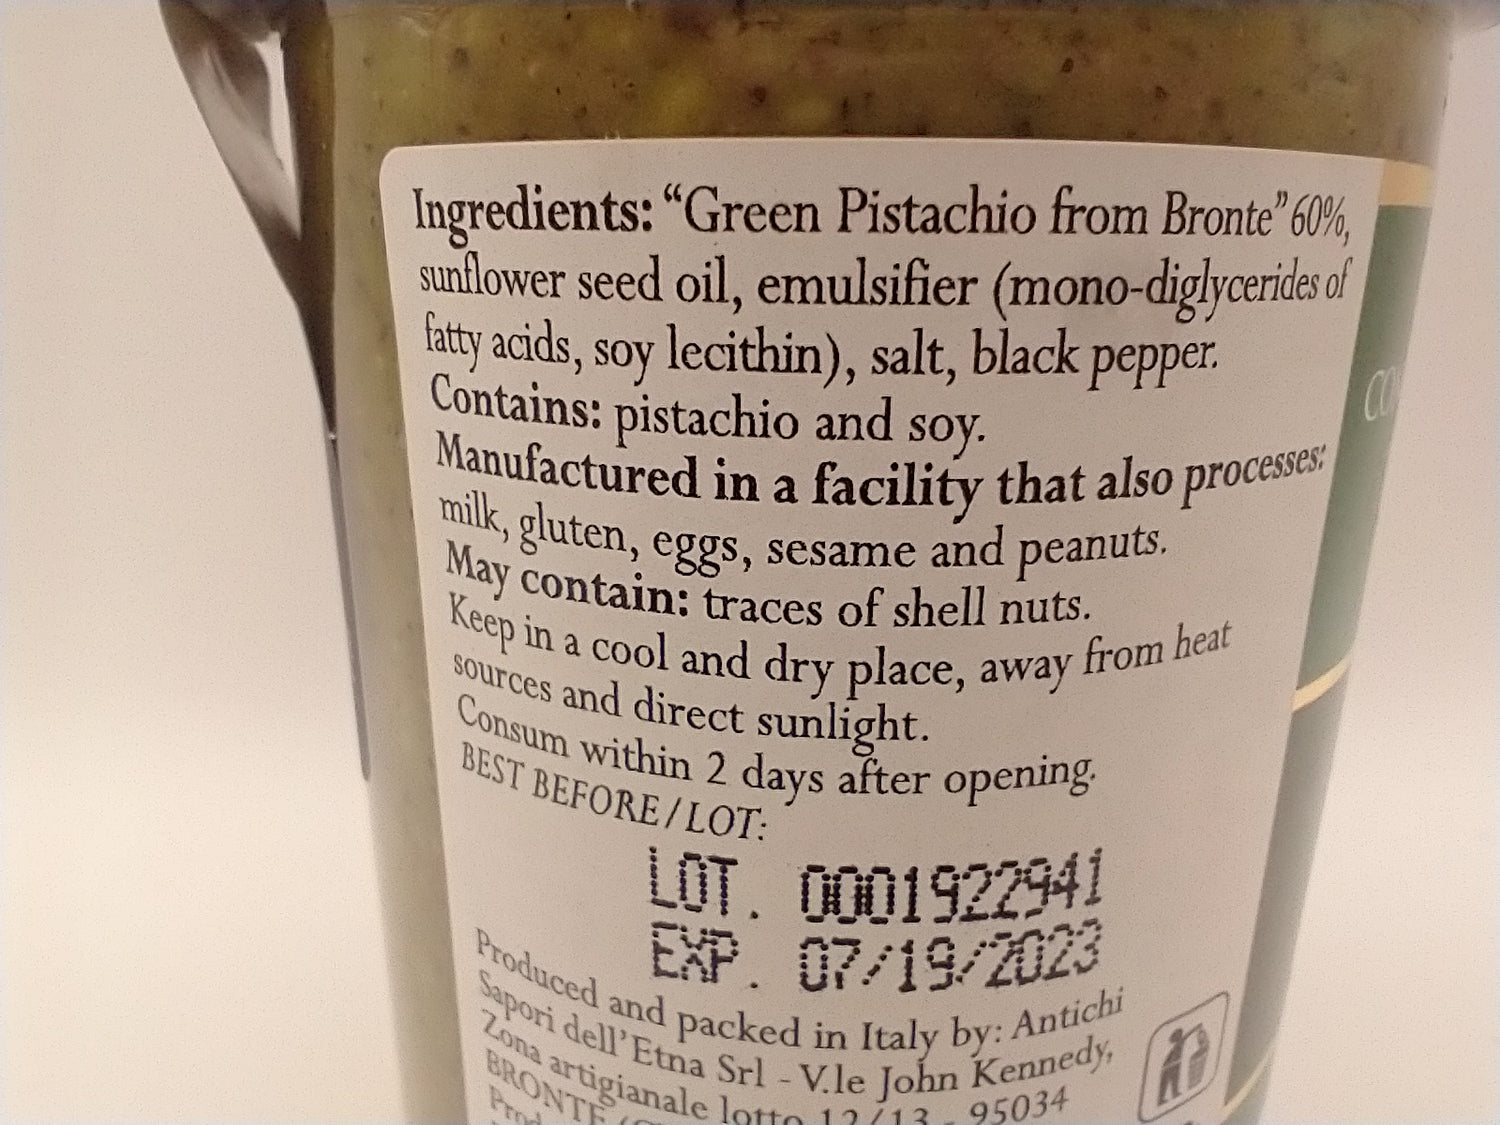 Ingredients: “Green Pistachio from Bronte” 60%,
sunflower seed oil, emulsifier (mono-diglycerides of
fatty acids, soy lecithin), salt, black pepper.
Contains: pistachio and soy.
Manufactured in a facility that also processes:
milk, gluten, eggs, sesame and peanuts.
May contain: traces of shell nuts.
Keep in a cool and dry place, away from heat
sources and direct sunlight.
Consum within 2 days after opening.
BEST BEFORE/LOT:
LOT. 0001922941
EXP. 07/19/2023
Produced and packed in Italy by: Antichi
Sapori dell’Etna Srl - V.le John Kennedy,
Zona artigianale lotto 12/13 - 95034
BRONTE